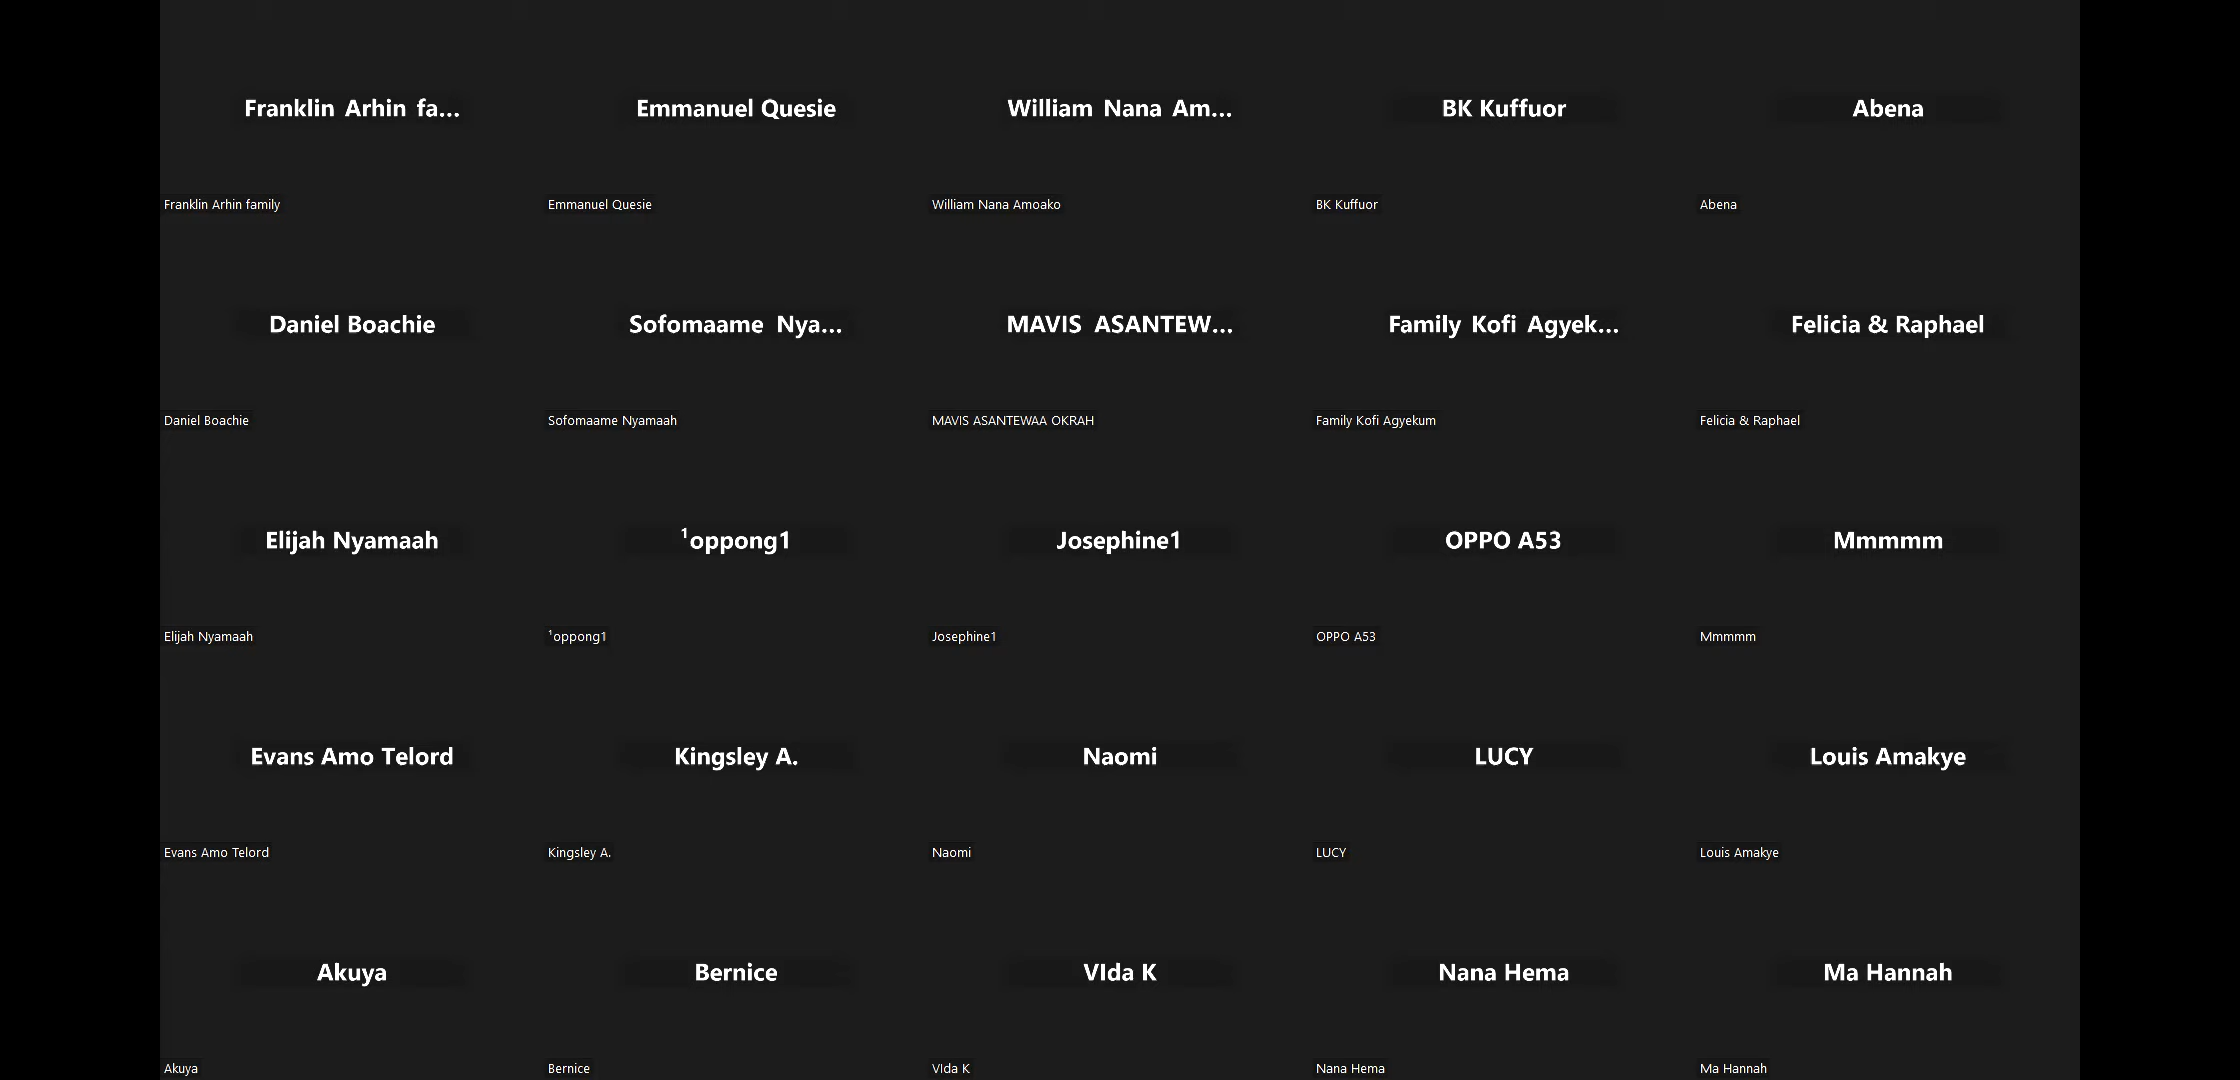 Franklin Arhin fa...
Emmanuel Quesie
William Nana Am...
BK Kuffuor
Abena
Franklin Arhin family
Emmanuel Quesie
William Nana Amoako
BK Kuffuor
Abena
Daniel Boachie
Sofomaame Nya...
MAVIS ASANTEW...
Family Kofi Agyek...
Felicia & Raphael
Daniel Boachie
Sofomaame Nyamaah
MAVIS ASANTEWAA OKRAH
Family Kofi Agyekum
Felicia & Raphael
Elijah Nyamaah
¹oppong1
Josephine1
OPPO A53
Mmmmm
Elijah Nyamaah
¹oppong1
Josephine1
OPPO A53
Mmmmm
Evans Amo Telord
Kingsley A.
Naomi
LUCY
Louis Amakye
Evans Amo Telord
Kingsley A.
Naomi
LUCY
Louis Amakye
Akuya
Bernice
VIda K
Nana Hema
Ma Hannah
Akuya
Bernice
VIda K
Nana Hema
Ma Hannah